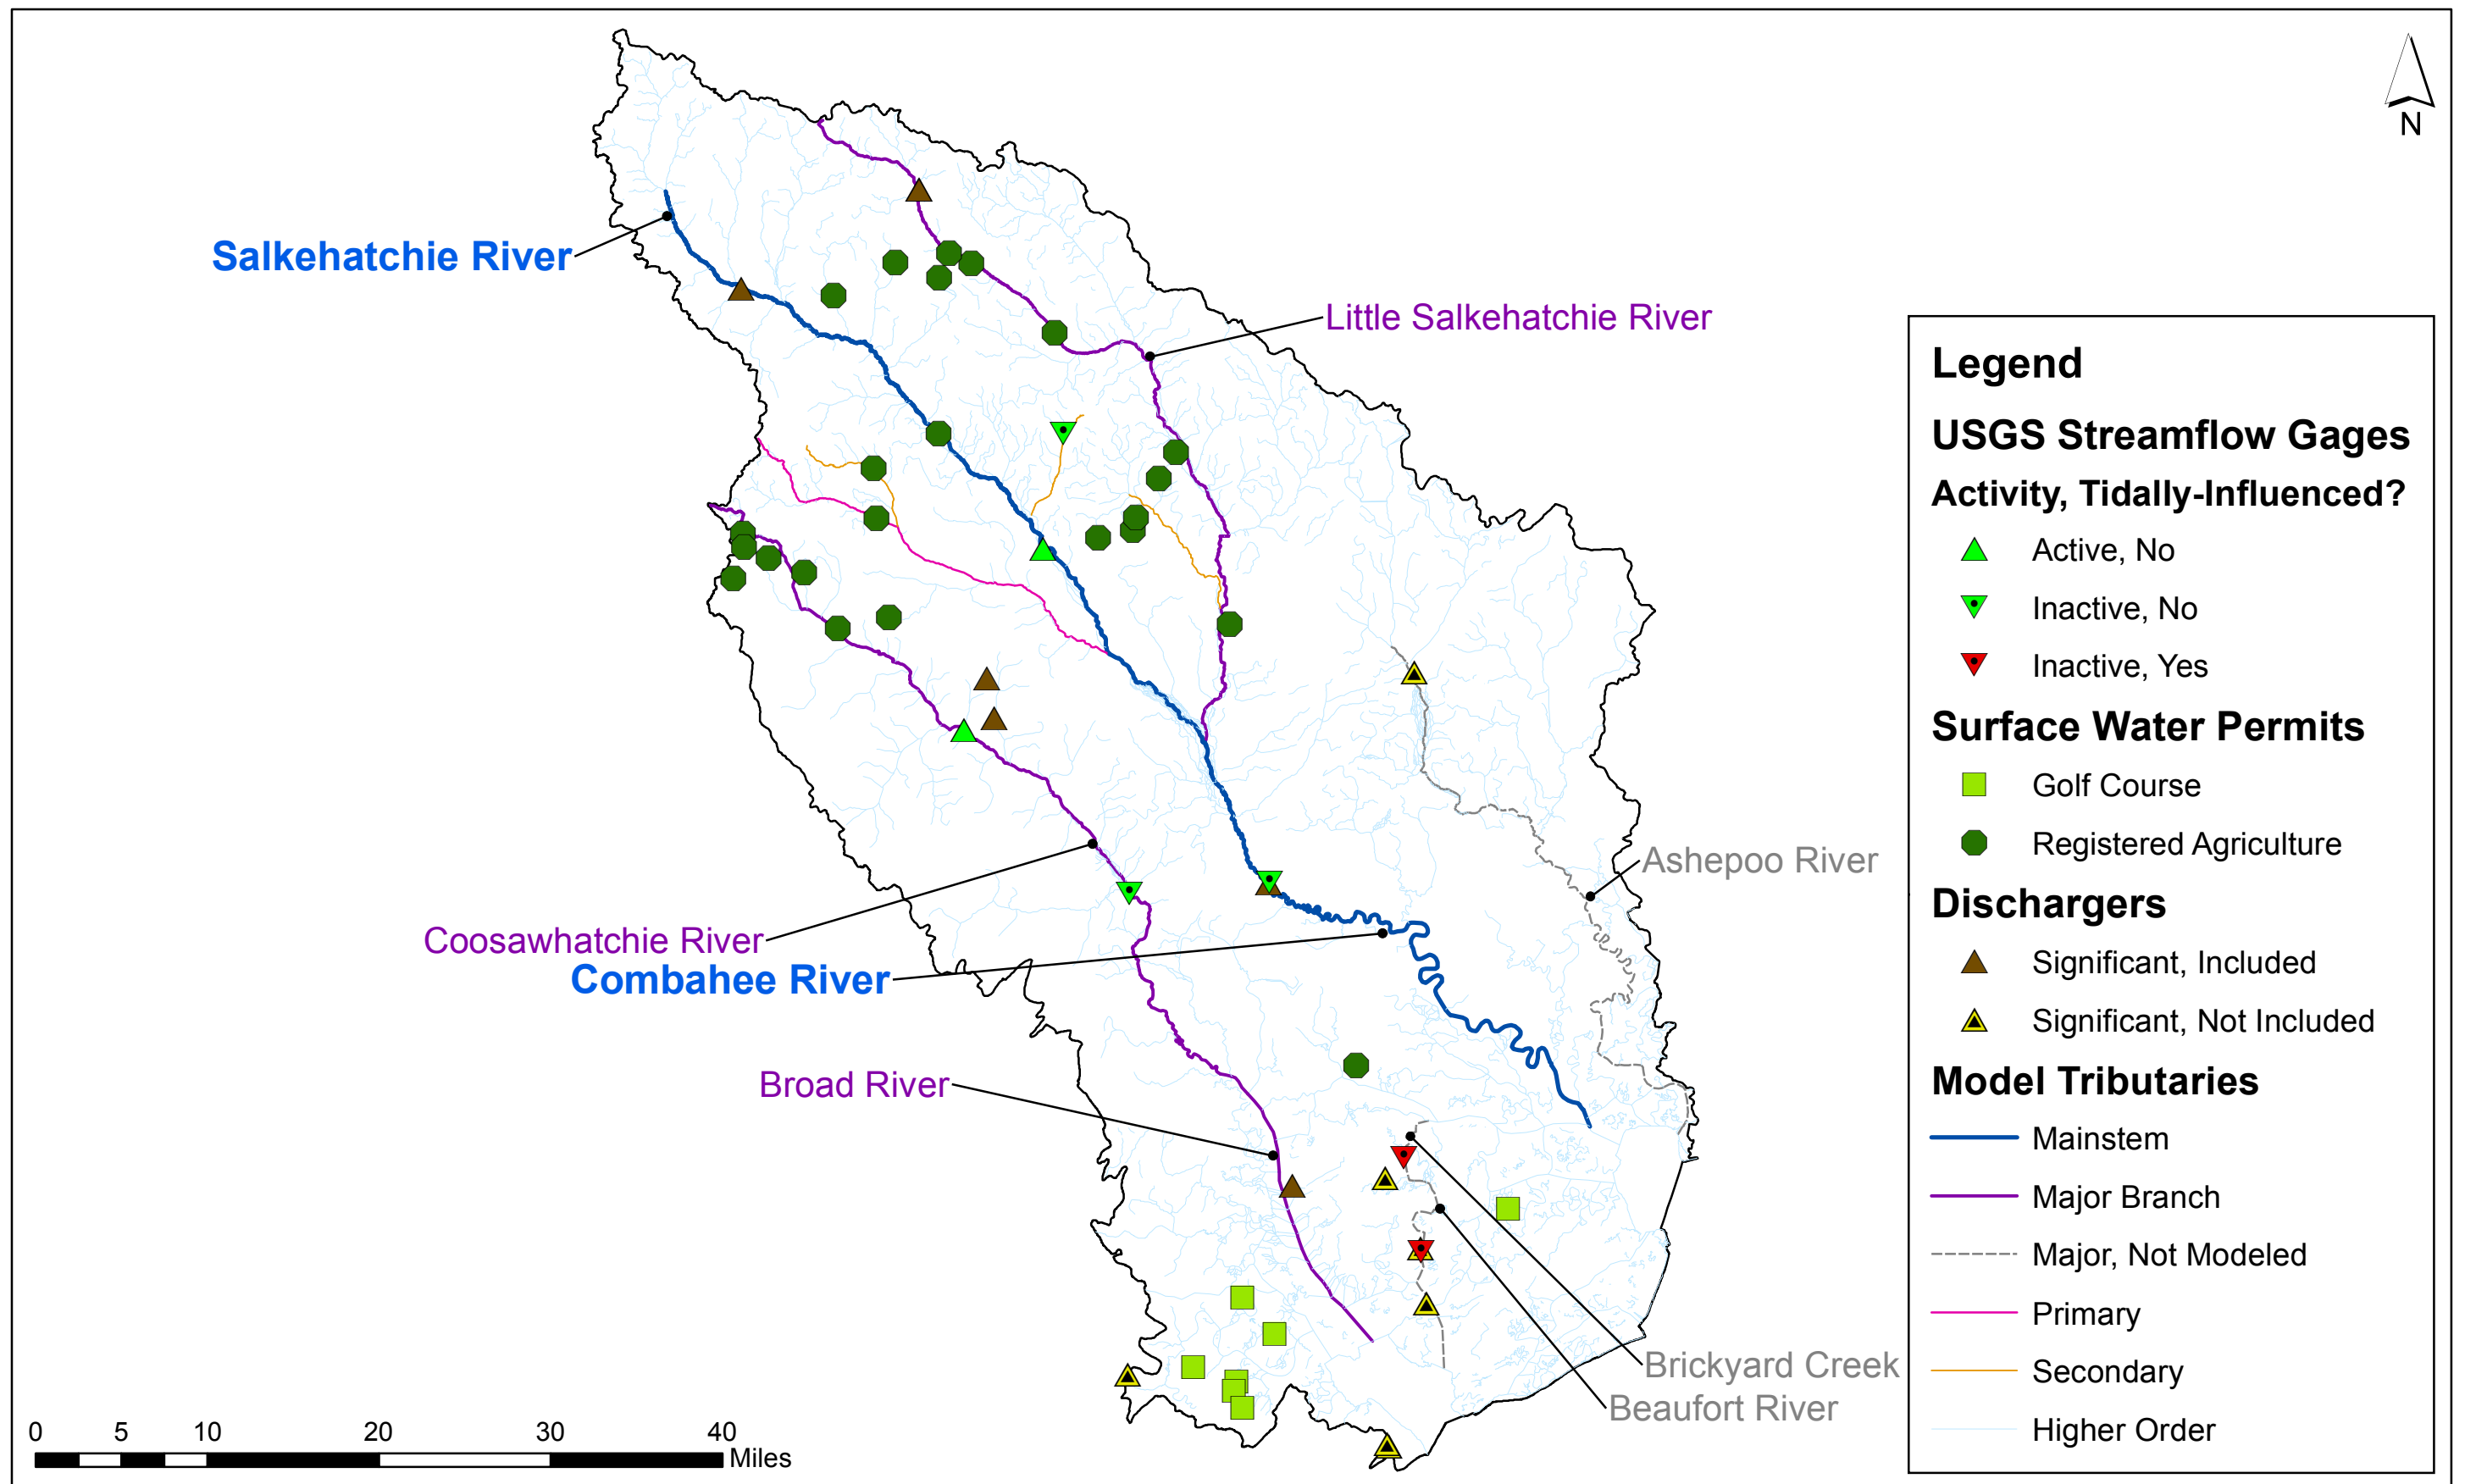 N
Salkehatchie River
Little Salkehatchie River
Coosawhatchie River
Combahee River
Broad River
Ashepoo River
Brickyard Creek
Beaufort River
0 5 10 20 30 40
Miles
Legend
USGS Streamflow Gages
Activity, Tidally-Influenced?
Active, No
Inactive, No
Inactive, Yes
Surface Water Permits
Golf Course
Registered Agriculture
Dischargers
Significant, Included
Significant, Not Included
Model Tributaries
Mainstem
Major Branch
Major, Not Modeled
Primary
Secondary
Higher Order